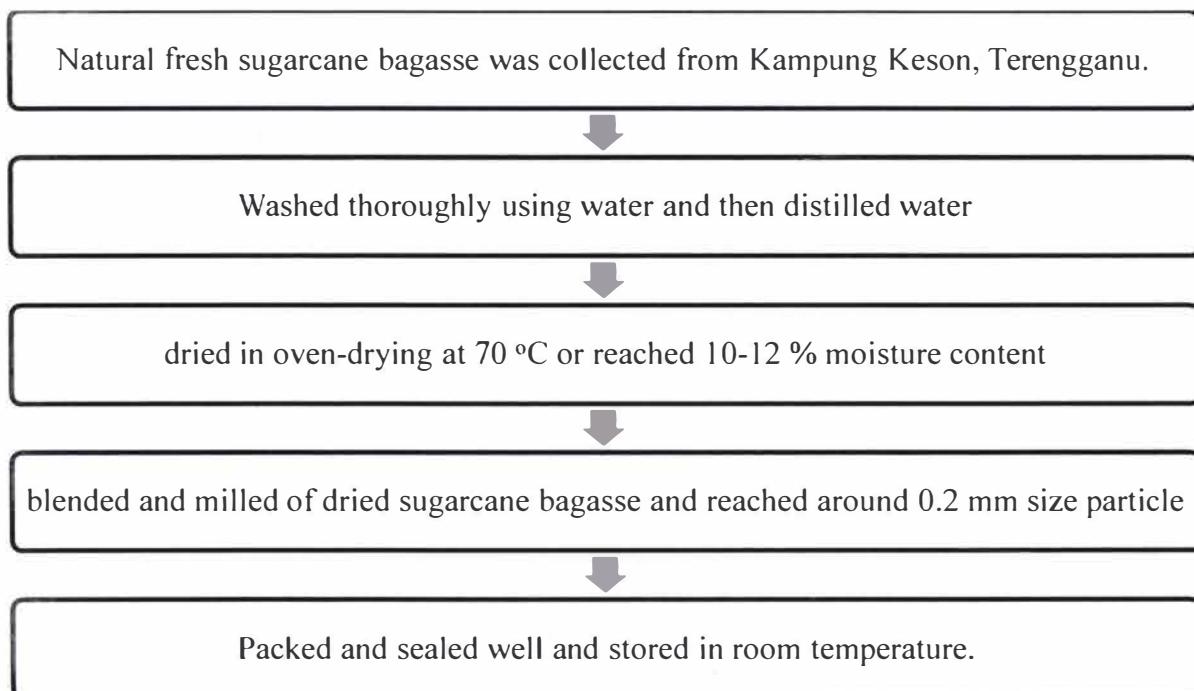 Natural fresh sugarcane bagasse was collected from Kampung Keson, Terengganu.
Washed thoroughly using water and then distilled water
dried in oven-drying at 70 °C or reached 10-12 % moisture content
blended and milled of dried sugarcane bagasse and reached around 0.2 mm size particle
Packed and sealed well and stored in room temperature.